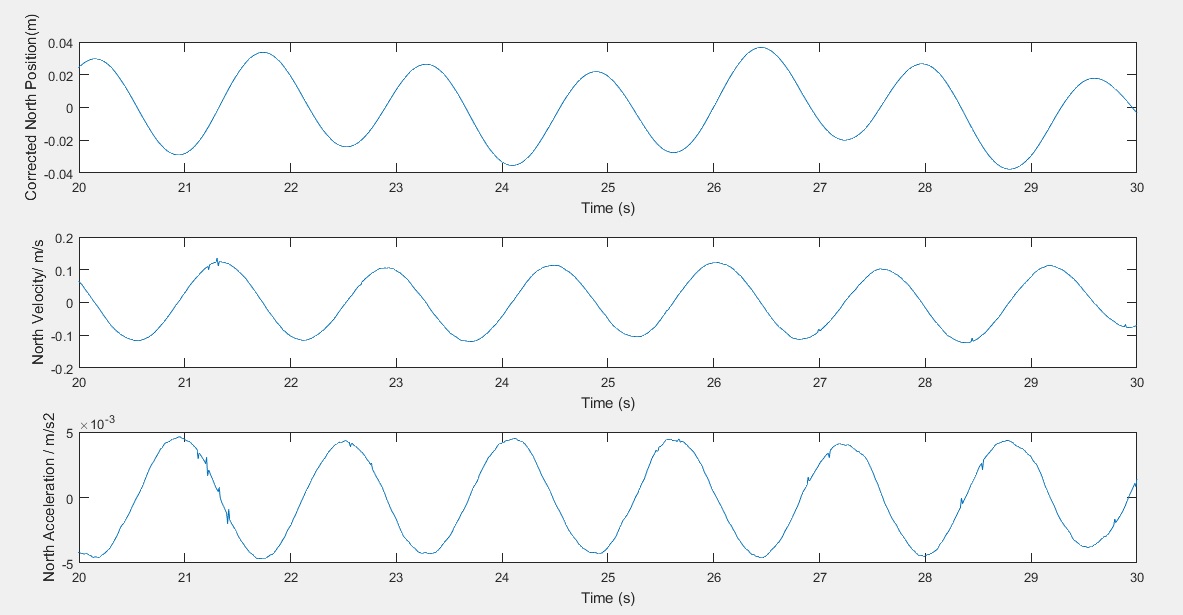 Corrected North Position(m)
0.04
0.02
0
-0.02
-0.04
20 21 22 23 24 25 26 27 28 29 30
Time (s)
North Velocity/ m/s
0.2
0.1
0
-0.1
-0.2
20 21 22 23 24 25 26 27 28 29 30
Time (s)
North Acceleration / m/s2
×10-3
5
0
-5
20 21 22 23 24 25 26 27 28 29 30
Time (s)